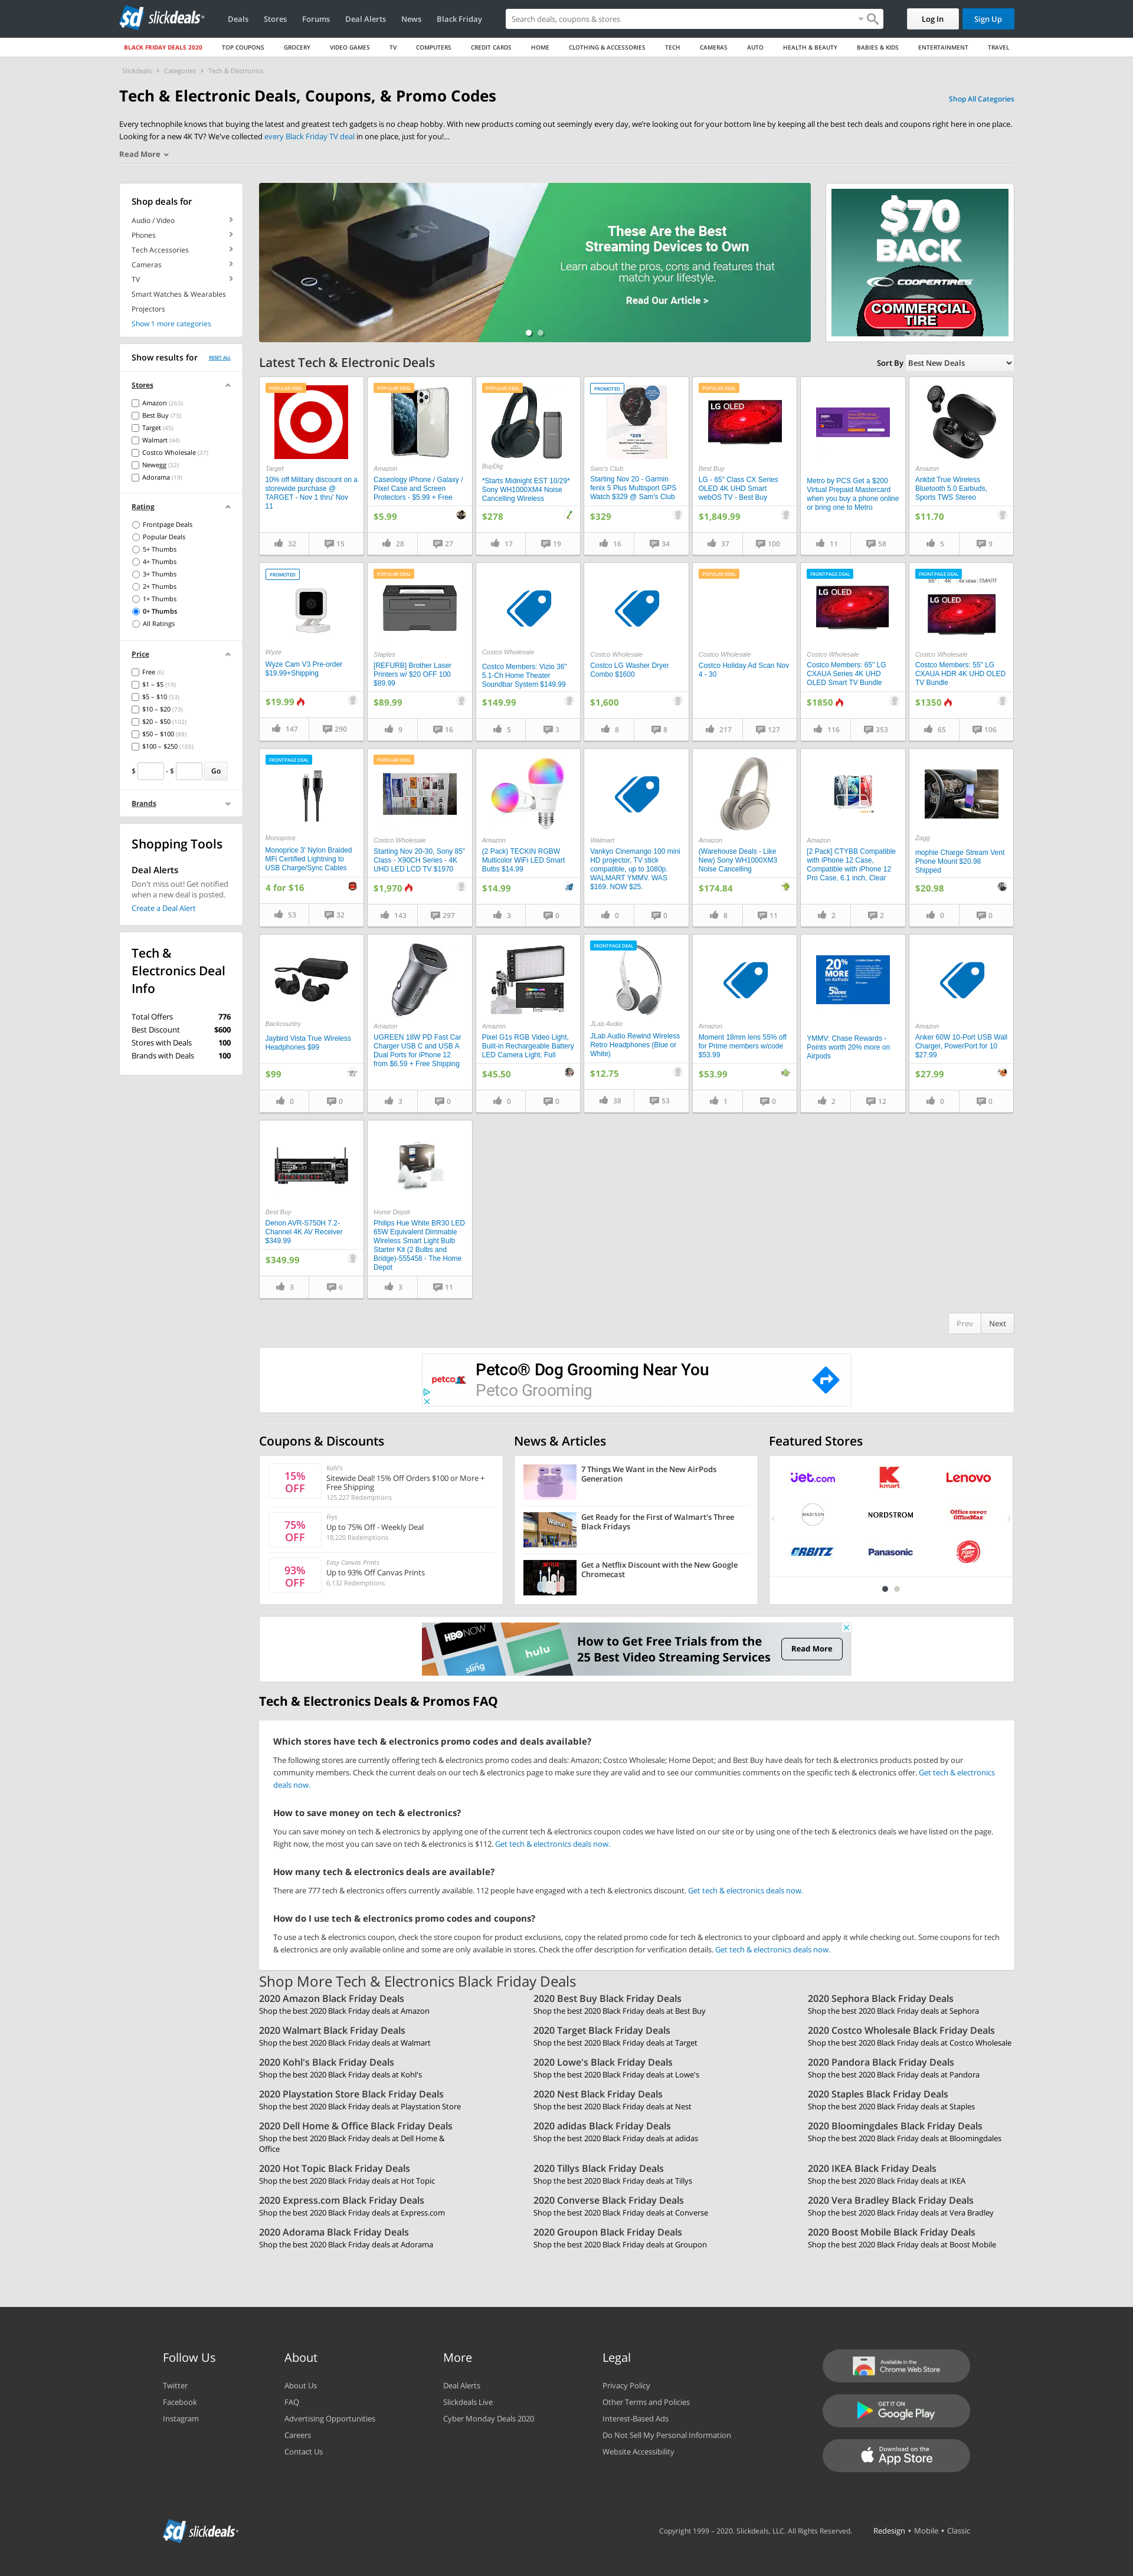 sd slickdeals
Deals
Stores
Forums
Deal Alerts
News
Black Friday
Search deals, coupons & stores
Log In
Sign Up
BLACK FRIDAY DEALS 2020
TOP COUPONS
GROCERY
VIDEO GAMES
TV
COMPUTERS
CREDIT CARDS
HOME
CLOTHING & ACCESSORIES
TECH
CAMERAS
AUTO
HEALTH & BEAUTY
BABIES & KIDS
ENTERTAINMENT
TRAVEL
Slickdeals > Categories > Tech & Electronics
Tech & Electronic Deals, Coupons, & Promo Codes
Shop All Categories
Every technophile knows that buying the latest and greatest tech gadgets is no cheap hobby. With new products coming out seemingly every day, we're looking out for your bottom line by keeping all the best tech deals and coupons right here in one place.
Looking for a new 4K TV? We've collected every Black Friday TV deal in one place, just for you!...
Read More
Shop deals for
Audio / Video
Phones
Tech Accessories
Cameras
TV
Smart Watches & Wearables
Projectors
Show 1 more categories
Show results for
RESET ALL
Stores
Amazon (263)
Best Buy (73)
Target (45)
Walmart (44)
Costco Wholesale (37)
Newegg (32)
Adorama (19)
Rating
Frontpage Deals
Popular Deals
5+ Thumbs
4+ Thumbs
3+ Thumbs
2+ Thumbs
1+ Thumbs
0+ Thumbs
All Ratings
Price
Free (6)
$1 – $5 (19)
$5 – $10 (53)
$10 – $20 (73)
$20 – $50 (102)
$50 – $100 (88)
$100 – $250 (105)
$ - $ Go
Brands
Shopping Tools
Deal Alerts
Don't miss out! Get notified
when a new deal is posted.
Create a Deal Alert
Tech &
Electronics Deal
Info
Total Offers 776
Best Discount $600
Stores with Deals 100
Brands with Deals 100
These Are the Best
Streaming Devices to Own
Learn about the pros, cons and features that
match your lifestyle.
Read Our Article >
$70
BACK
COOPERTIRES
COMMERCIAL
TIRE
Latest Tech & Electronic Deals
Sort By Best New Deals
POPULAR DEAL
Target
10% off Military discount on a
storewide purchase @
TARGET - Nov 1 thru' Nov
11
32 15
POPULAR DEAL
Amazon
Caseology iPhone / Galaxy /
Pixel Case and Screen
Protectors - $5.99 + Free
$5.99
28 27
POPULAR DEAL
BuyDig
*Starts Midnight EST 10/29*
Sony WH1000XM4 Noise
Cancelling Wireless
$278
17 19
PROMOTED
$329
Sam's Club
Starting Nov 20 - Garmin
fenix 5 Plus Multisport GPS
Watch $329 @ Sam's Club
$329
16 34
POPULAR DEAL
LG OLED
Best Buy
LG - 65" Class CX Series
OLED 4K UHD Smart
webOS TV - Best Buy
$1,849.99
37 100
Metro by PCS Get a $200
Virtual Prepaid Mastercard
when you buy a phone online
or bring one to Metro
11 58
Amazon
Ankbit True Wireless
Bluetooth 5.0 Earbuds,
Sports TWS Stereo
$11.70
5 9
PROMOTED
Wyze
Wyze Cam V3 Pre-order
$19.99+Shipping
$19.99
147 290
POPULAR DEAL
Staples
[REFURB] Brother Laser
Printers w/ $20 OFF 100
$89.99
$89.99
9 16
Costco Wholesale
Costco Members: Vizio 36"
5.1-Ch Home Theater
Soundbar System $149.99
$149.99
5 3
Costco Wholesale
Costco LG Washer Dryer
Combo $1600
$1,600
8 8
POPULAR DEAL
Costco Wholesale
Costco Holiday Ad Scan Nov
4 - 30
217 127
FRONTPAGE DEAL
LG OLED
Costco Wholesale
Costco Members: 65" LG
CXAUA Series 4K UHD
OLED Smart TV Bundle
$1850
116 353
FRONTPAGE DEAL
LG OLED
Costco Wholesale
Costco Members: 55" LG
CXAUA HDR 4K UHD OLED
TV Bundle
$1350
65 106
FRONTPAGE DEAL
Monoprice
Monoprice 3' Nylon Braided
MFi Certified Lightning to
USB Charge/Sync Cables
4 for $16
53 32
POPULAR DEAL
Costco Wholesale
Starting Nov 20-30, Sony 85"
Class - X90CH Series - 4K
UHD LED LCD TV $1970
$1,970
143 297
Amazon
(2 Pack) TECKIN RGBW
Multicolor WiFi LED Smart
Bulbs $14.99
$14.99
3 0
Walmart
Vankyo Cinemango 100 mini
HD projector, TV stick
compatible, up to 1080p.
WALMART YMMV. WAS
$169. NOW $25.
0 0
Amazon
(Warehouse Deals - Like
New) Sony WH1000XM3
Noise Cancelling
$174.84
8 11
Amazon
[2 Pack] CTYBB Compatible
with iPhone 12 Case,
Compatible with iPhone 12
Pro Case, 6.1 inch, Clear
2 2
Zagg
mophie Charge Stream Vent
Phone Mount $20.98
Shipped
$20.98
0 0
Backcountry
Jaybird Vista True Wireless
Headphones $99
$99
0 0
Amazon
UGREEN 18W PD Fast Car
Charger USB C and USB A
Dual Ports for iPhone 12
from $6.59 + Free Shipping
3 0
Amazon
Pixel G1s RGB Video Light,
Built-in Rechargeable Battery
LED Camera Light, Full
$45.50
0 0
FRONTPAGE DEAL
JLab Audio
JLab Audio Rewind Wireless
Retro Headphones (Blue or
White)
$12.75
38 53
Amazon
Moment 18mm lens 55% off
for Prime members w/code
$53.99
$53.99
1 0
20%
MORE
5%
MORE
YMMV: Chase Rewards -
Points worth 20% more on
Airpods
2 12
Amazon
Anker 60W 10-Port USB Wall
Charger, PowerPort for 10
$27.99
$27.99
0 0
Best Buy
Denon AVR-S750H 7.2-
Channel 4K AV Receiver
$349.99
$349.99
3 6
Home Depot
Philips Hue White BR30 LED
65W Equivalent Dimmable
Wireless Smart Light Bulb
Starter Kit (2 Bulbs and
Bridge)-555458 - The Home
Depot
3 11
Prev
Next
petco
Petco® Dog Grooming Near You
Petco Grooming
Coupons & Discounts
15%
OFF
Kohl's
Sitewide Deal! 15% Off Orders $100 or More +
Free Shipping
125,227 Redemptions
75%
OFF
Frys
Up to 75% Off - Weekly Deal
18,220 Redemptions
93%
OFF
Easy Canvas Prints
Up to 93% Off Canvas Prints
6,132 Redemptions
News & Articles
7 Things We Want in the New AirPods
Generation
Walmart
Get Ready for the First of Walmart's Three
Black Fridays
Get a Netflix Discount with the New Google
Chromecast
Featured Stores
jet.com
kmart
Lenovo
MADISON
NORDSTROM
Office DEPOT
OfficeMax
ORBITZ
Panasonic
HBO NOW
sling
hulu
How to Get Free Trials from the
25 Best Video Streaming Services
Read More
Tech & Electronics Deals & Promos FAQ
Which stores have tech & electronics promo codes and deals available?
The following stores are currently offering tech & electronics promo codes and deals: Amazon; Costco Wholesale; Home Depot; and Best Buy have deals for tech & electronics products posted by our
community members. Check the current deals on our tech & electronics page to make sure they are valid and to see our communities comments on the specific tech & electronics offer. Get tech & electronics
deals now.
How to save money on tech & electronics?
You can save money on tech & electronics by applying one of the current tech & electronics coupon codes we have listed on our site or by using one of the tech & electronics deals we have listed on the page.
Right now, the most you can save on tech & electronics is $112. Get tech & electronics deals now.
How many tech & electronics deals are available?
There are 777 tech & electronics offers currently available. 112 people have engaged with a tech & electronics discount. Get tech & electronics deals now.
How do I use tech & electronics promo codes and coupons?
To use a tech & electronics coupon, check the store coupon for product exclusions, copy the related promo code for tech & electronics to your clipboard and apply it while checking out. Some coupons for tech
& electronics are only available online and some are only available in stores. Check the offer description for verification details. Get tech & electronics deals now.
Shop More Tech & Electronics Black Friday Deals
2020 Amazon Black Friday Deals
Shop the best 2020 Black Friday deals at Amazon
2020 Best Buy Black Friday Deals
Shop the best 2020 Black Friday deals at Best Buy
2020 Sephora Black Friday Deals
Shop the best 2020 Black Friday deals at Sephora
2020 Walmart Black Friday Deals
Shop the best 2020 Black Friday deals at Walmart
2020 Target Black Friday Deals
Shop the best 2020 Black Friday deals at Target
2020 Costco Wholesale Black Friday Deals
Shop the best 2020 Black Friday deals at Costco Wholesale
2020 Kohl's Black Friday Deals
Shop the best 2020 Black Friday deals at Kohl's
2020 Lowe's Black Friday Deals
Shop the best 2020 Black Friday deals at Lowe's
2020 Pandora Black Friday Deals
Shop the best 2020 Black Friday deals at Pandora
2020 Playstation Store Black Friday Deals
Shop the best 2020 Black Friday deals at Playstation Store
2020 Nest Black Friday Deals
Shop the best 2020 Black Friday deals at Nest
2020 Staples Black Friday Deals
Shop the best 2020 Black Friday deals at Staples
2020 Dell Home & Office Black Friday Deals
Shop the best 2020 Black Friday deals at Dell Home &
Office
2020 adidas Black Friday Deals
Shop the best 2020 Black Friday deals at adidas
2020 Bloomingdales Black Friday Deals
Shop the best 2020 Black Friday deals at Bloomingdales
2020 Hot Topic Black Friday Deals
Shop the best 2020 Black Friday deals at Hot Topic
2020 Tillys Black Friday Deals
Shop the best 2020 Black Friday deals at Tillys
2020 IKEA Black Friday Deals
Shop the best 2020 Black Friday deals at IKEA
2020 Express.com Black Friday Deals
Shop the best 2020 Black Friday deals at Express.com
2020 Converse Black Friday Deals
Shop the best 2020 Black Friday deals at Converse
2020 Vera Bradley Black Friday Deals
Shop the best 2020 Black Friday deals at Vera Bradley
2020 Adorama Black Friday Deals
Shop the best 2020 Black Friday deals at Adorama
2020 Groupon Black Friday Deals
Shop the best 2020 Black Friday deals at Groupon
2020 Boost Mobile Black Friday Deals
Shop the best 2020 Black Friday deals at Boost Mobile
Follow Us
Twitter
Facebook
Instagram
About
About Us
FAQ
Advertising Opportunities
Careers
Contact Us
More
Deal Alerts
Slickdeals Live
Cyber Monday Deals 2020
Legal
Privacy Policy
Other Terms and Policies
Interest-Based Ads
Do Not Sell My Personal Information
Website Accessibility
Available in the
Chrome Web Store
GET IT ON
Google Play
Download on the
App Store
sd slickdeals
Copyright 1999 – 2020. Slickdeals, LLC. All Rights Reserved.
Redesign • Mobile • Classic